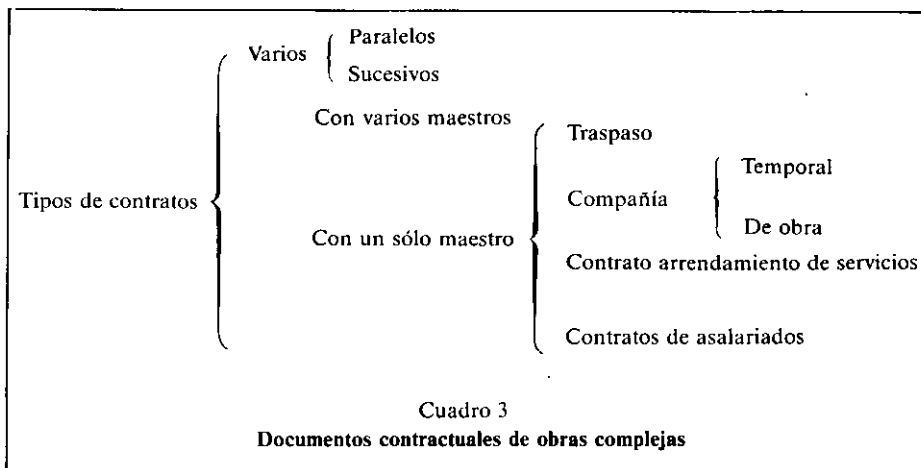 Tipos de contratos
Varios
Paralelos
Sucesivos
Con varios maestros
Con un sólo maestro
Traspaso
Compañía
Temporal
De obra
Contrato arrendamiento de servicios
Contratos de asalariados
Cuadro 3
Documentos contractuales de obras complejas